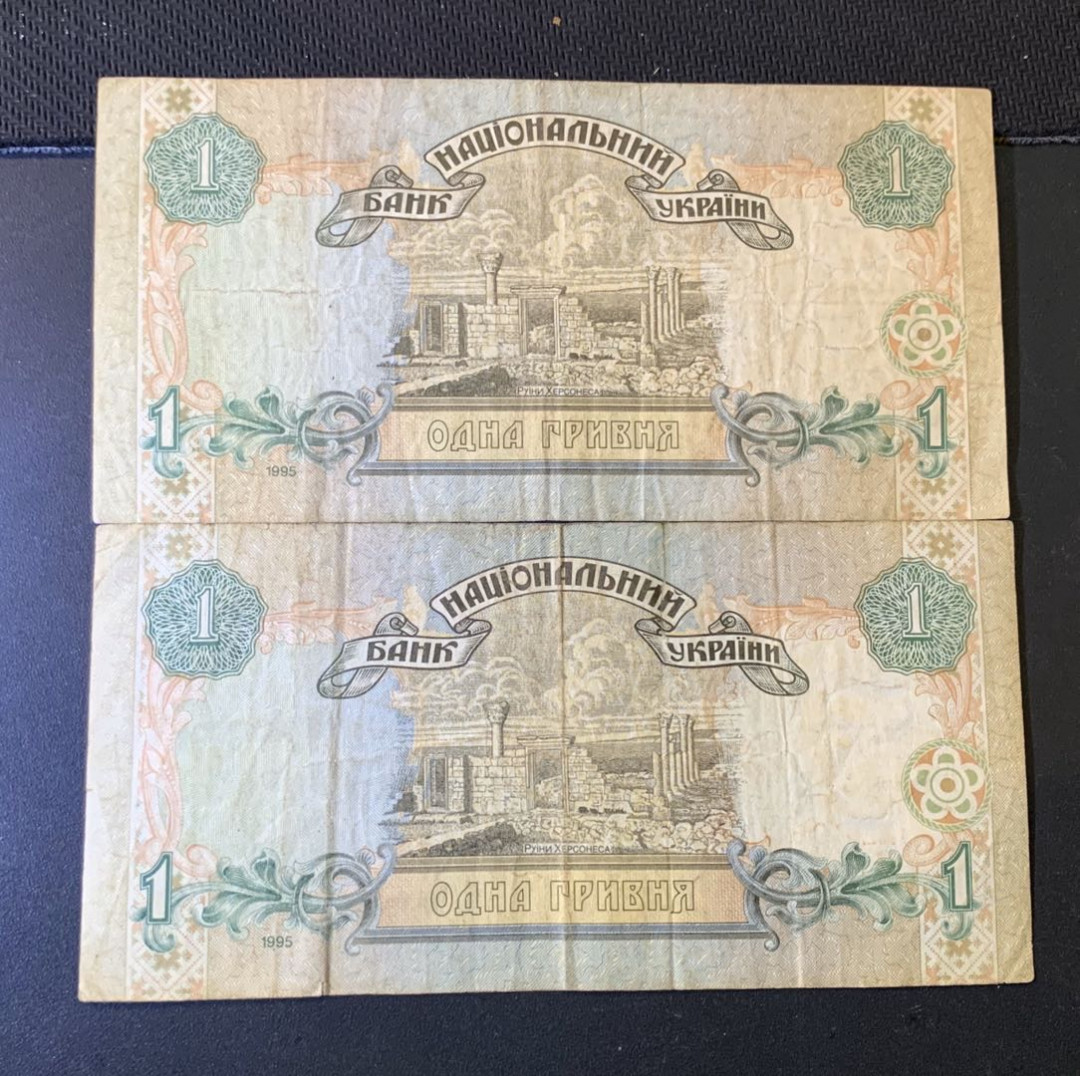 НАЦІОНАЛЬНИЙ
БАНК УКРАЇНИ
1 1
РУЇНИ ХЕРСОНЕСА
1 ОДНА ГРИВНЯ 1
1995
НАЦІОНАЛЬНИЙ
БАНК УКРАЇНИ
1 1
РУЇНИ ХЕРСОНЕСА
1 ОДНА ГРИВНЯ 1
1995